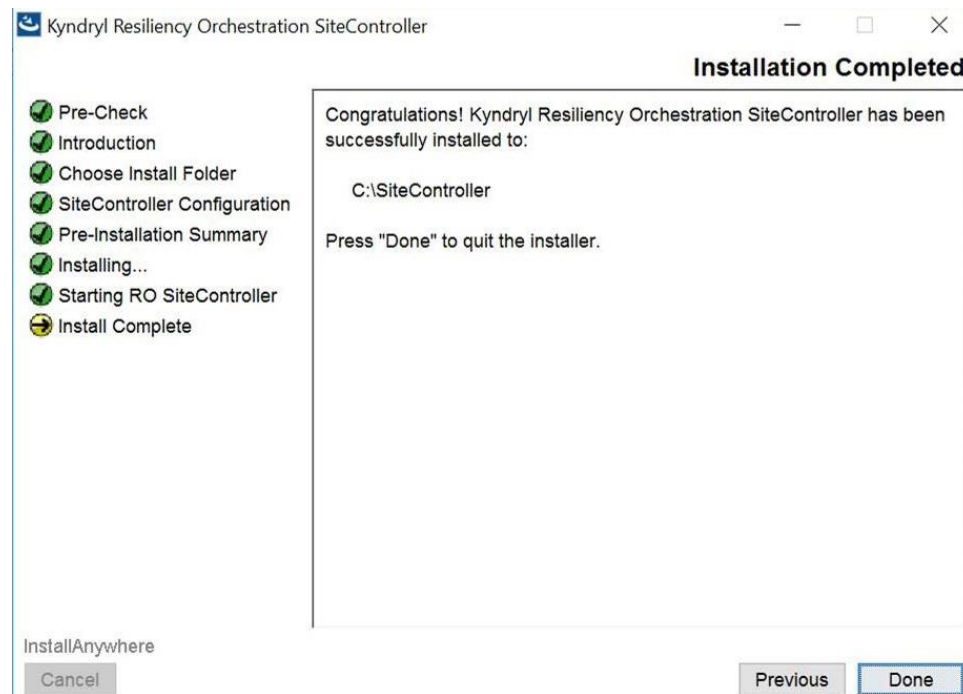 Kyndryl Resiliency Orchestration SiteController
Installation Completed
Pre-Check
Introduction
Choose Install Folder
SiteController Configuration
Pre-Installation Summary
Installing...
Starting RO SiteController
Install Complete
Congratulations! Kyndryl Resiliency Orchestration SiteController has been
successfully installed to:
C:\SiteController
Press "Done" to quit the installer.
InstallAnywhere
Cancel
Previous
Done